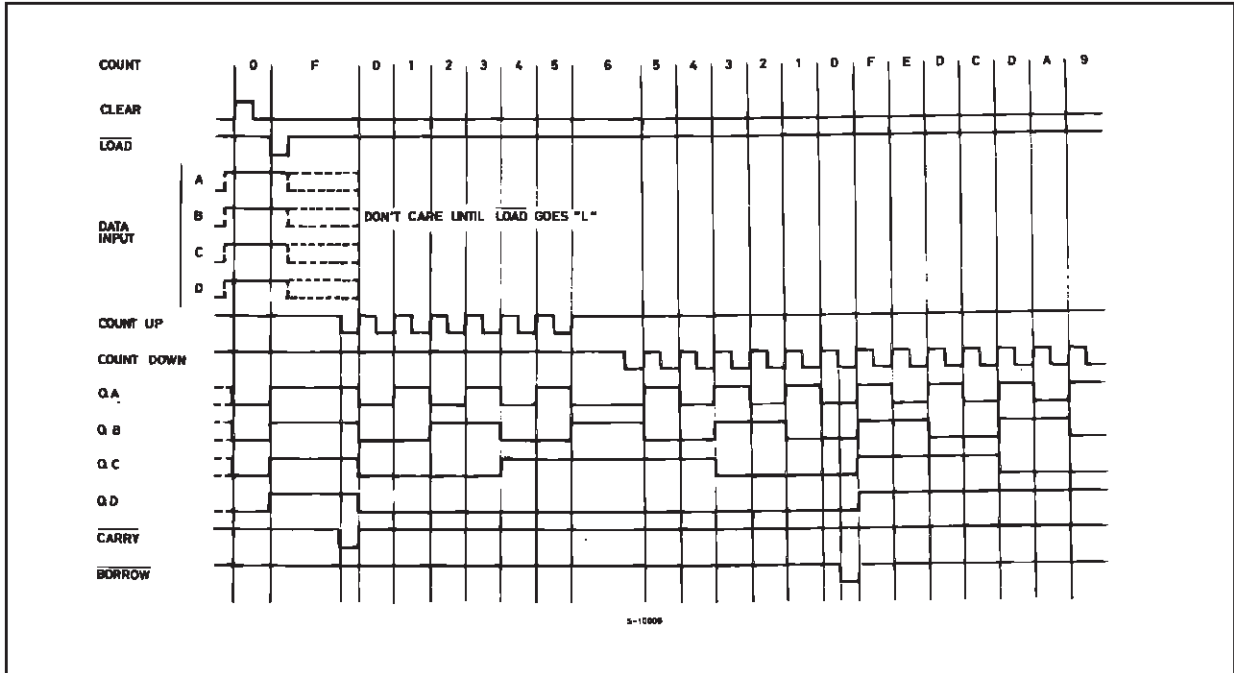 COUNT 0 F 0 1 2 3 4 5 6 5 4 3 2 1 0 F E D C D A 9
CLEAR
LOAD
A
B DON'T CARE UNTIL LOAD GOES "L"
DATA
INPUT
C
D
COUNT UP
COUNT DOWN
QA
QB
QC
QD
CARRY
BORROW
S-10009